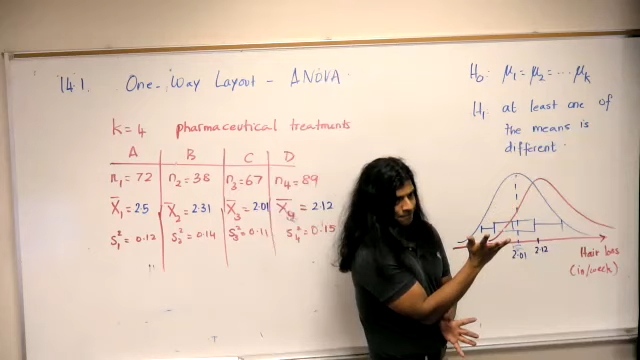 14.1. One-Way Layout - ANOVA
k=4 pharmaceutical treatments
A B C D
n₁=72 n₂=38 n₃=67 n₄=89
X̄₁=2.5 X̄₂=2.31 X̄₃=2.01 X̄₄=2.12
S₁²=0.12 S₂²=0.14 S₃²=0.11 S₄²=0.15
H₀: μ₁=μ₂=...μₖ
H₁: at least one of
the means is
different.
2.01 2.12
Hair loss
(in/week)